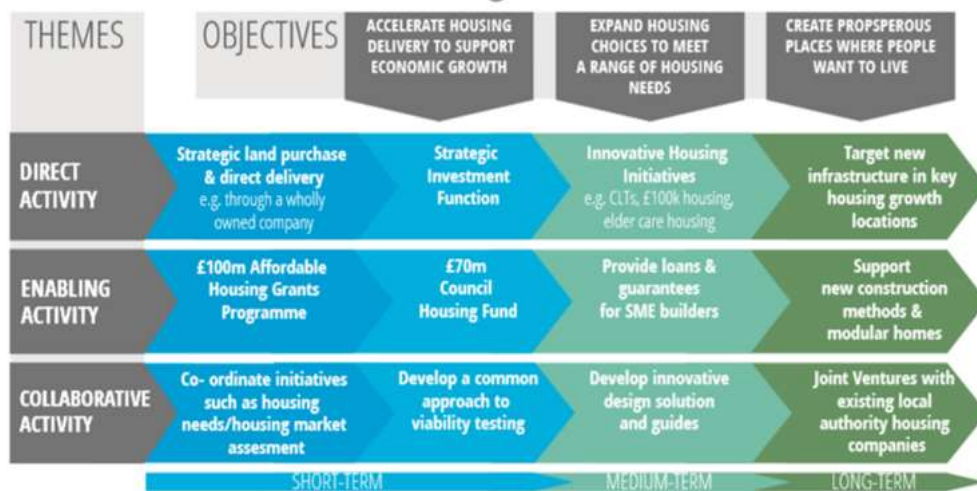 THEMES
OBJECTIVES
ACCELERATE HOUSING
DELIVERY TO SUPPORT
ECONOMIC GROWTH
EXPAND HOUSING
CHOICES TO MEET
A RANGE OF HOUSING
NEEDS
CREATE PROPSPEROUS
PLACES WHERE PEOPLE
WANT TO LIVE
DIRECT
ACTIVITY
Strategic land purchase
& direct delivery
e.g. through a wholly
owned company
Strategic
Investment
Function
Innovative Housing
Initiatives
e.g. CLTs, £100k housing,
elder care housing
Target new
infrastructure in key
housing growth
locations
ENABLING
ACTIVITY
£100m Affordable
Housing Grants
Programme
£70m
Council
Housing Fund
Provide loans &
guarantees
for SME builders
Support
new construction
methods &
modular homes
COLLABORATIVE
ACTIVITY
Co- ordinate initiatives
such as housing
needs/housing market
assesment
Develop a common
approach to
viability testing
Develop innovative
design solution
and guides
Joint Ventures with
existing local
authority housing
companies
SHORT-TERM
MEDIUM-TERM
LONG-TERM